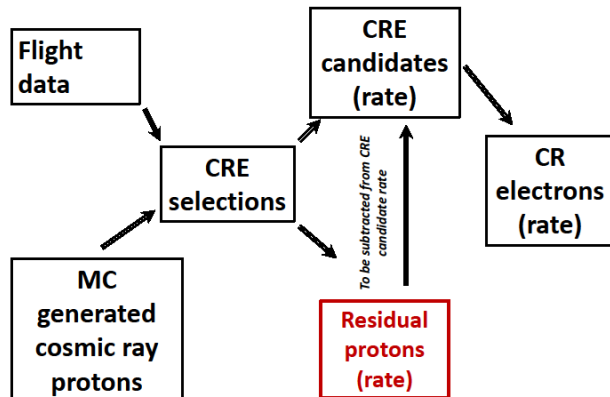 Flight
data
CRE
candidates
(rate)
CRE
selections
CR
electrons
(rate)
To be subtracted from CRE
candidate rate
MC
generated
cosmic ray
protons
Residual
protons
(rate)